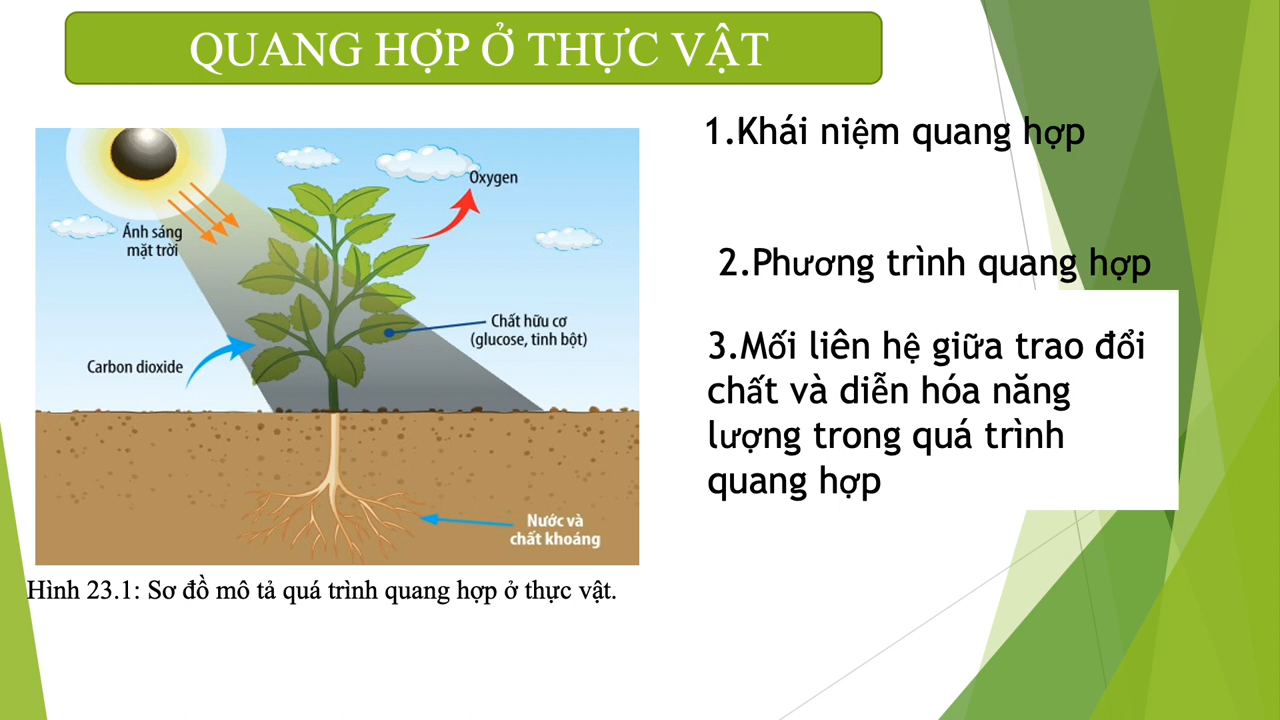 QUANG HỢP Ở THỰC VẬT
Oxygen
Ánh sáng
mặt trời
Chất hữu cơ
(glucose, tinh bột)
Carbon dioxide
Nước và
chất khoáng
Hình 23.1: Sơ đồ mô tả quá trình quang hợp ở thực vật.
1.Khái niệm quang hợp
2.Phương trình quang hợp
3.Mối liên hệ giữa trao đổi
chất và diễn hóa năng
lượng trong quá trình
quang hợp